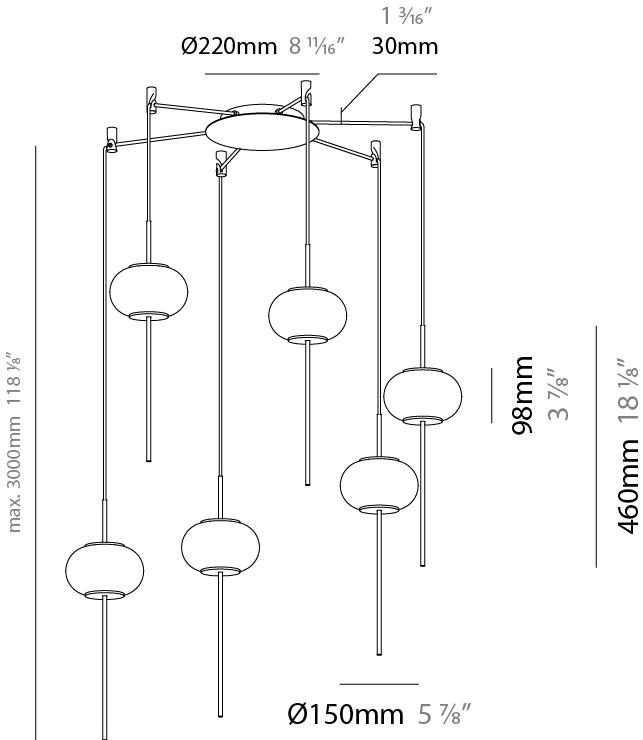 1 ³⁄₁₆”
Ø220mm 8 ¹¹⁄₁₆” 30mm
98mm
3 ⅞”
460mm 18 ⅛”
max. 3000mm 118 ⅛”
Ø150mm 5 ⅞”